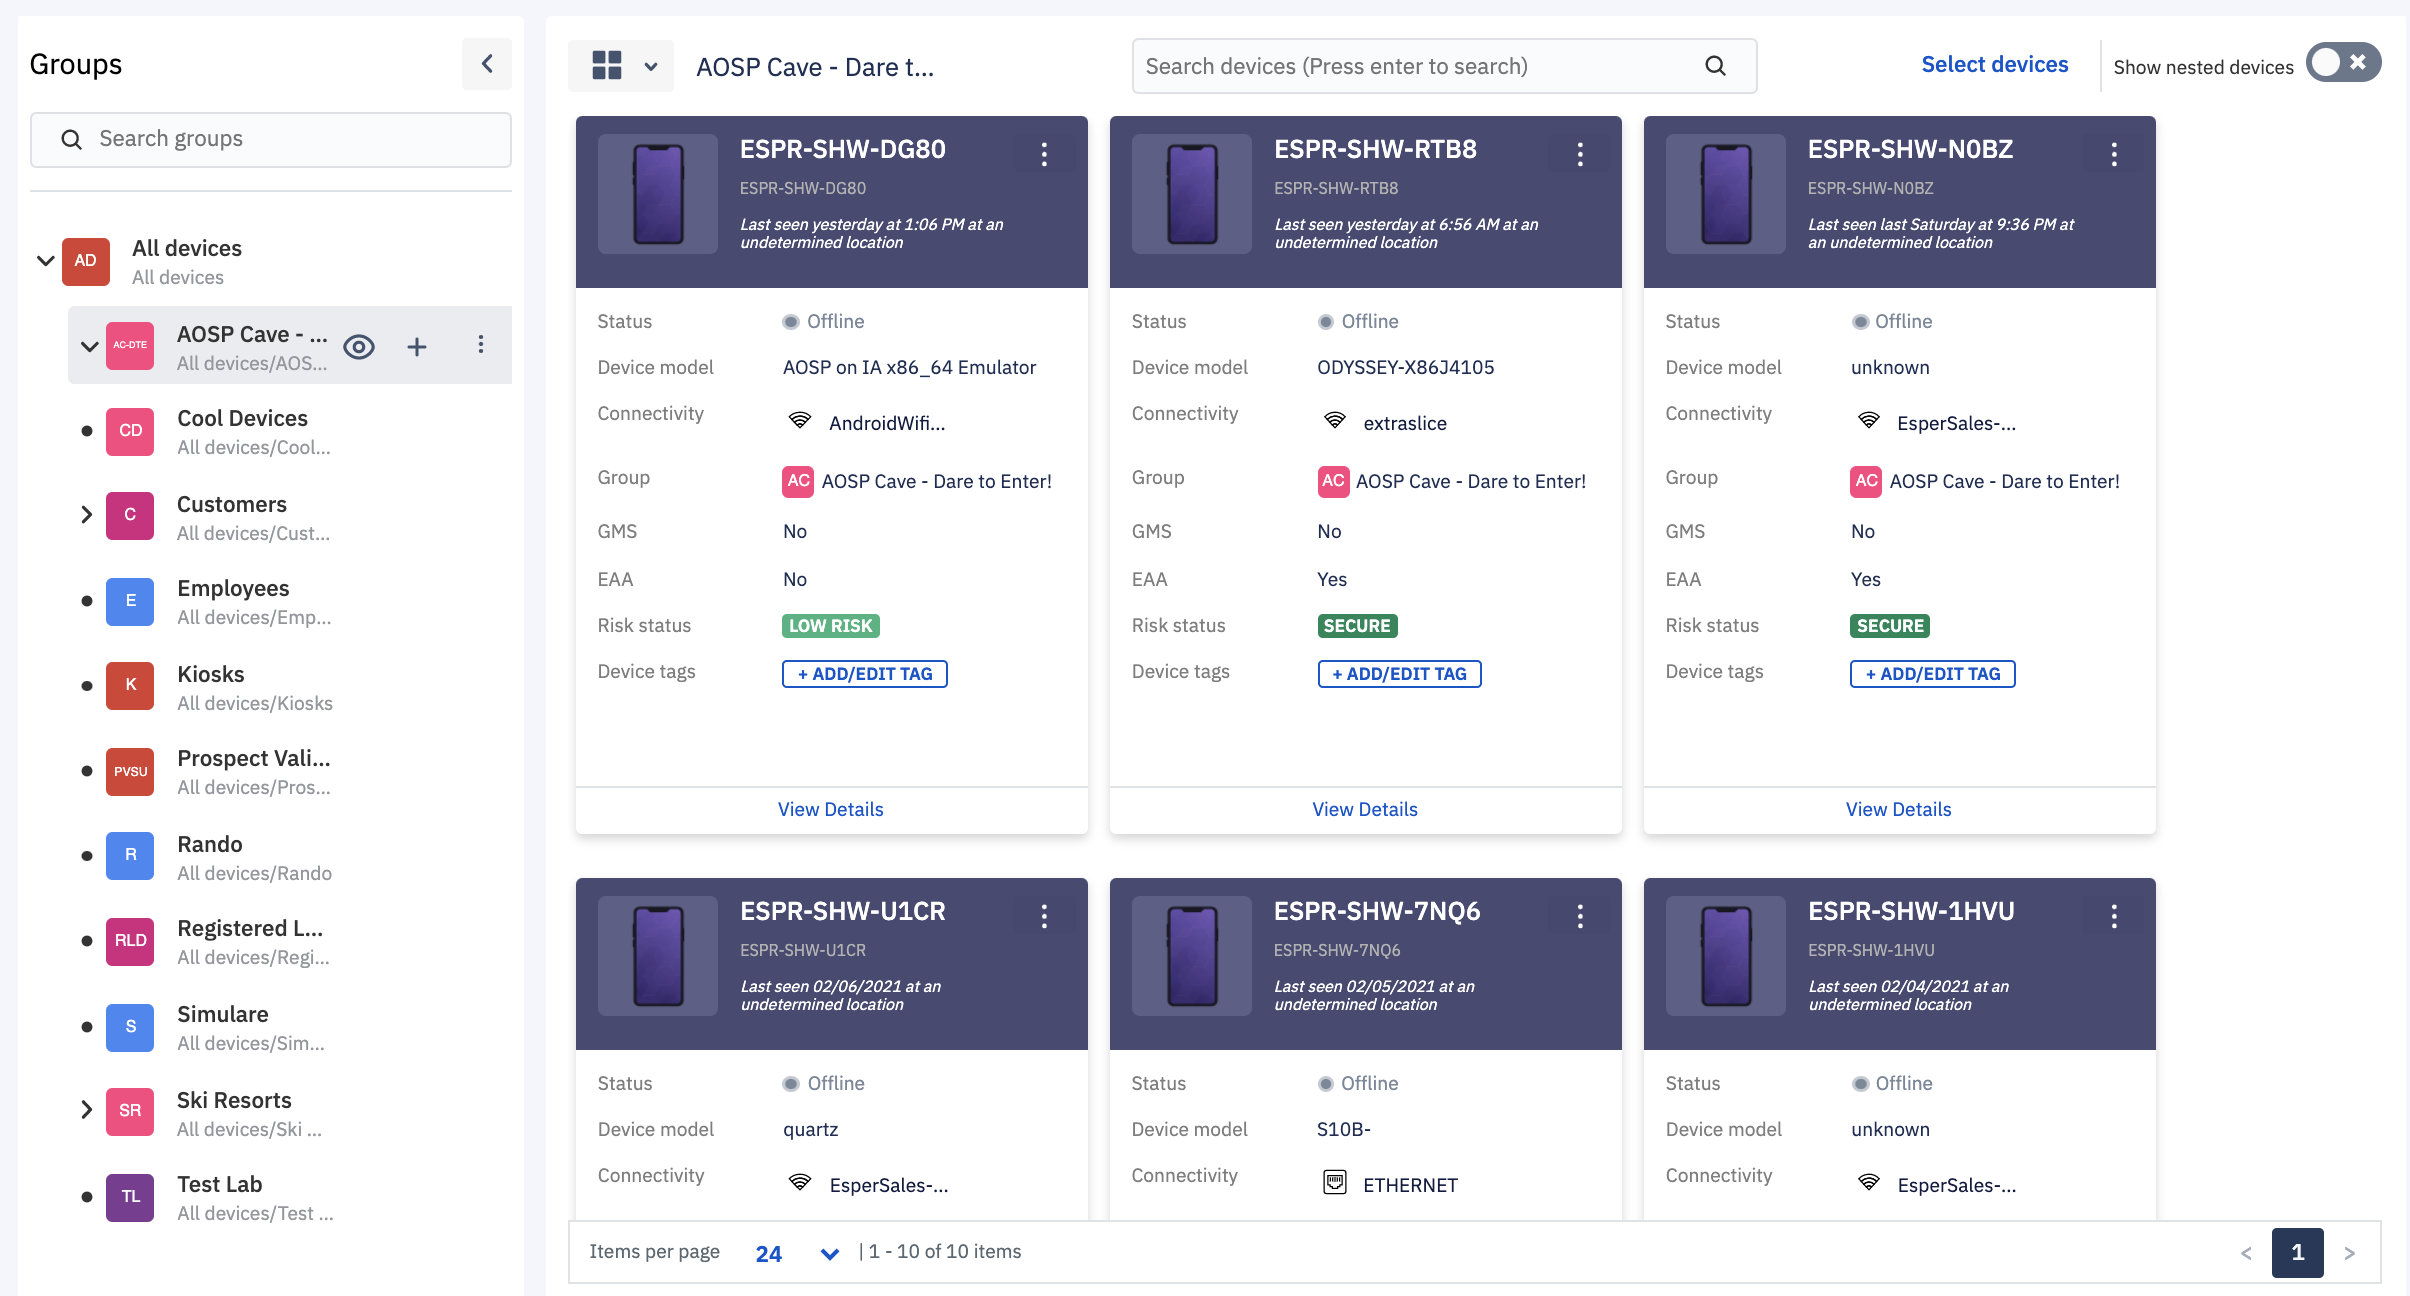 Groups
Search groups
AD
All devices
All devices
AC-DTE
AOSP Cave - ...
All devices/AOS...
CD
Cool Devices
All devices/Cool...
C
Customers
All devices/Cust...
E
Employees
All devices/Emp...
K
Kiosks
All devices/Kiosks
PVSU
Prospect Vali...
All devices/Pros...
R
Rando
All devices/Rando
RLD
Registered L...
All devices/Regi...
S
Simulare
All devices/Sim...
SR
Ski Resorts
All devices/Ski ...
TL
Test Lab
All devices/Test ...
AOSP Cave - Dare t...
Search devices (Press enter to search)
Select devices
Show nested devices
ESPR-SHW-DG80
ESPR-SHW-DG80
Last seen yesterday at 1:06 PM at an
undetermined location
Status Offline
Device model AOSP on IA x86_64 Emulator
Connectivity AndroidWifi...
Group AC AOSP Cave - Dare to Enter!
GMS No
EAA No
Risk status LOW RISK
Device tags + ADD/EDIT TAG
View Details
ESPR-SHW-RTB8
ESPR-SHW-RTB8
Last seen yesterday at 6:56 AM at an
undetermined location
Status Offline
Device model ODYSSEY-X86J4105
Connectivity extraslice
Group AC AOSP Cave - Dare to Enter!
GMS No
EAA Yes
Risk status SECURE
Device tags + ADD/EDIT TAG
View Details
ESPR-SHW-N0BZ
ESPR-SHW-N0BZ
Last seen last Saturday at 9:36 PM at
an undetermined location
Status Offline
Device model unknown
Connectivity EsperSales-...
Group AC AOSP Cave - Dare to Enter!
GMS No
EAA Yes
Risk status SECURE
Device tags + ADD/EDIT TAG
View Details
ESPR-SHW-U1CR
ESPR-SHW-U1CR
Last seen 02/06/2021 at an
undetermined location
Status Offline
Device model quartz
Connectivity EsperSales-...
ESPR-SHW-7NQ6
ESPR-SHW-7NQ6
Last seen 02/05/2021 at an
undetermined location
Status Offline
Device model S10B-
Connectivity ETHERNET
ESPR-SHW-1HVU
ESPR-SHW-1HVU
Last seen 02/04/2021 at an
undetermined location
Status Offline
Device model unknown
Connectivity EsperSales-...
Items per page 24 | 1 - 10 of 10 items
< 1 >